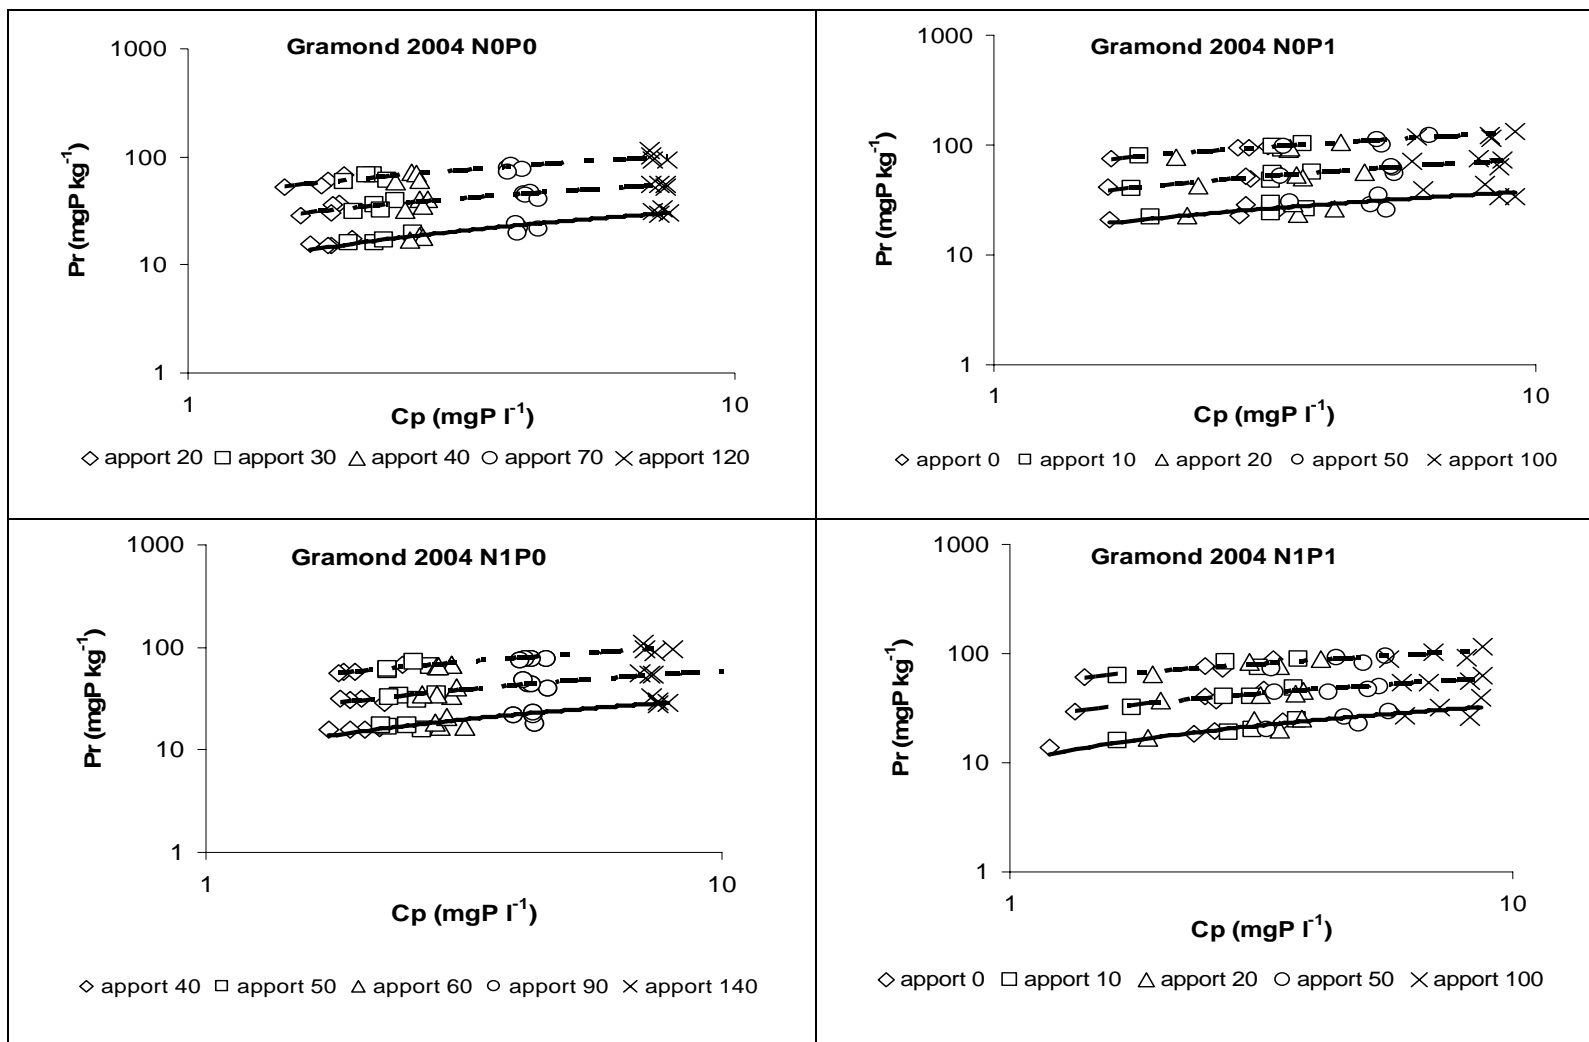 Gramond 2004 N0P0
1000
100
10
1
1 10
Pr (mgP kg-1)
Cp (mgP l-1)
apport 20 apport 30 apport 40 apport 70 apport 120
Gramond 2004 N0P1
1000
100
10
1
1 10
Pr (mgP kg-1)
Cp (mgP l-1)
apport 0 apport 10 apport 20 apport 50 apport 100
Gramond 2004 N1P0
1000
100
10
1
1 10
Pr (mgP kg-1)
Cp (mgP l-1)
apport 40 apport 50 apport 60 apport 90 apport 140
Gramond 2004 N1P1
1000
100
10
1
1 10
Pr (mgP kg-1)
Cp (mgP l-1)
apport 0 apport 10 apport 20 apport 50 apport 100